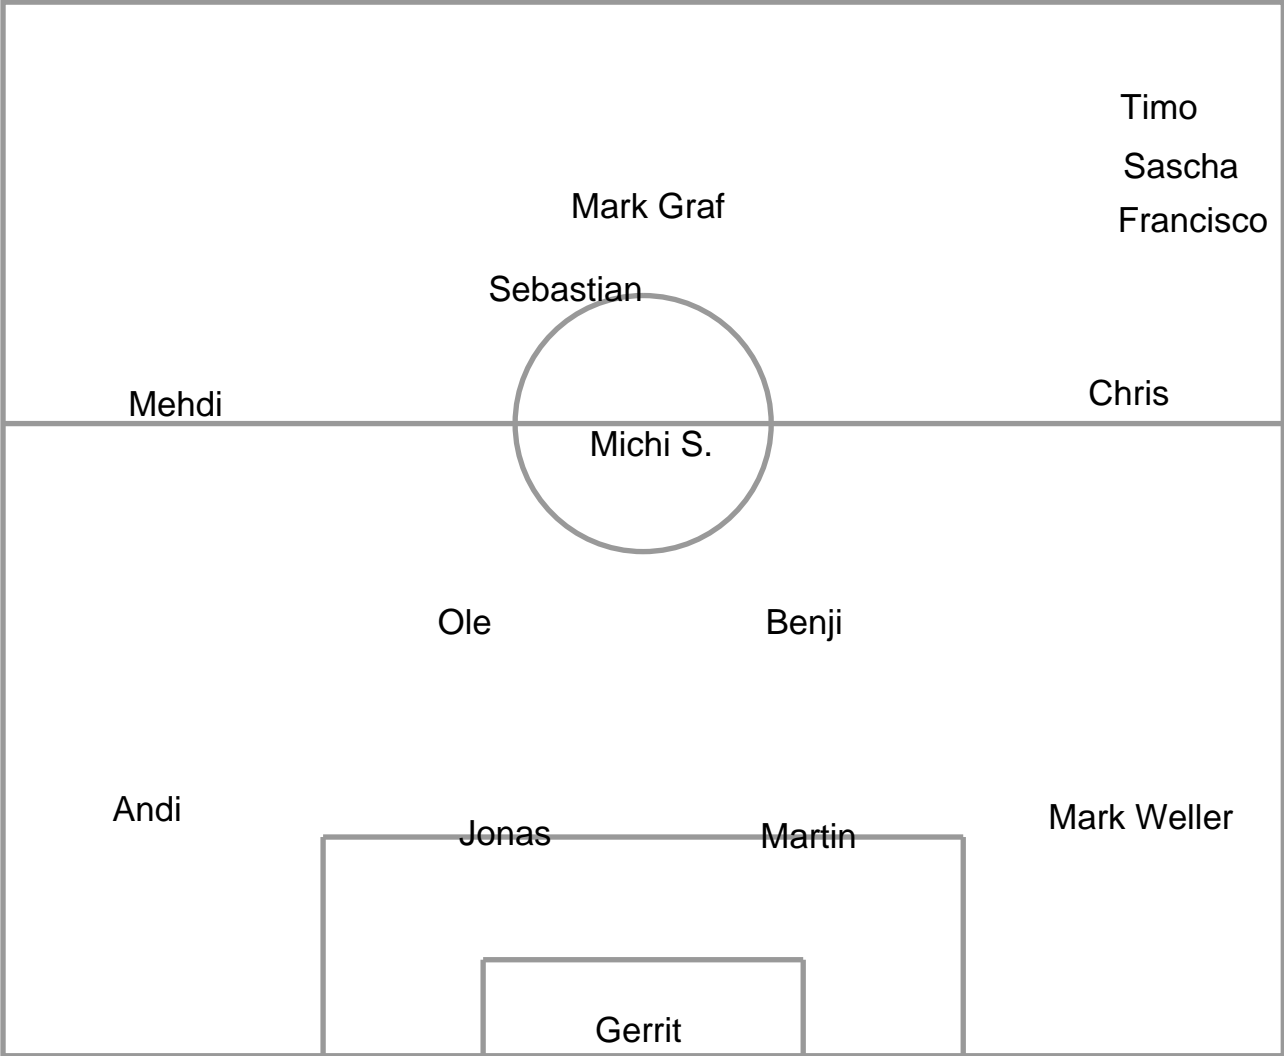 Timo
Sascha
Mark Graf
Francisco
Sebastian
Mehdi
Chris
Michi S.
Ole
Benji
Andi
Mark Weller
Jonas
Martin
Gerrit